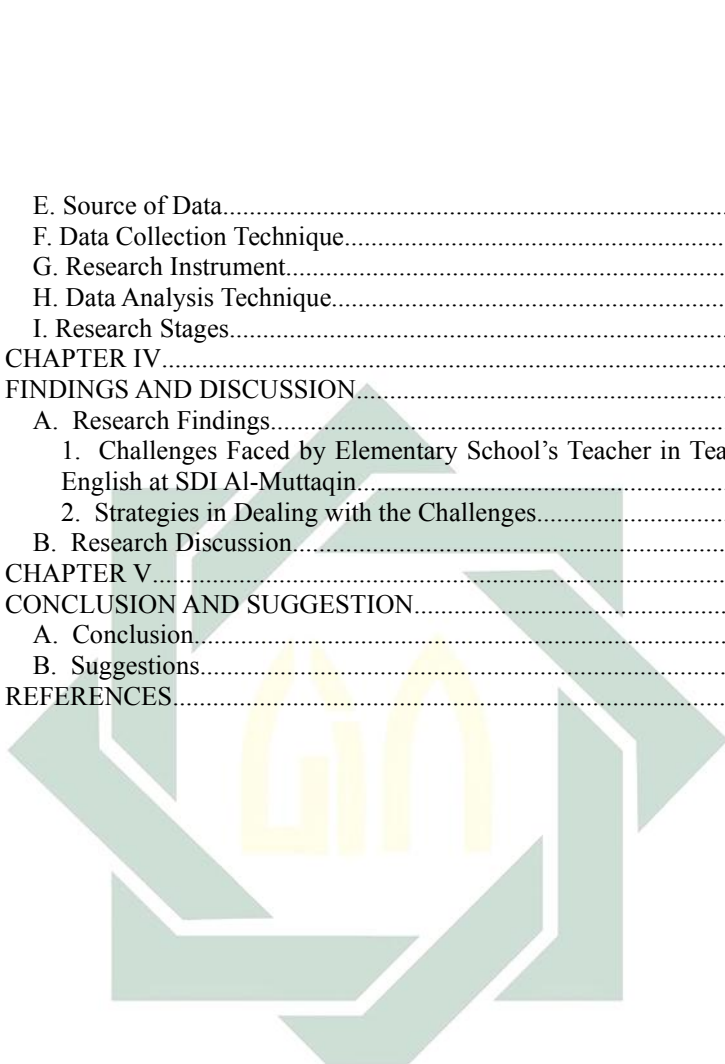 E. Source of Data...............................................................................
F. Data Collection Technique...........................................................
G. Research Instrument....................................................................
H. Data Analysis Technique..............................................................
I. Research Stages.............................................................................
CHAPTER IV.......................................................................................
FINDINGS AND DISCUSSION.........................................................
A. Research Findings.......................................................................
1. Challenges Faced by Elementary School’s Teacher in Tea
English at SDI Al-Muttaqin.........................................................
2. Strategies in Dealing with the Challenges..............................
B. Research Discussion....................................................................
CHAPTER V........................................................................................
CONCLUSION AND SUGGESTION................................................
A. Conclusion...................................................................................
B. Suggestions..................................................................................
REFERENCES....................................................................................